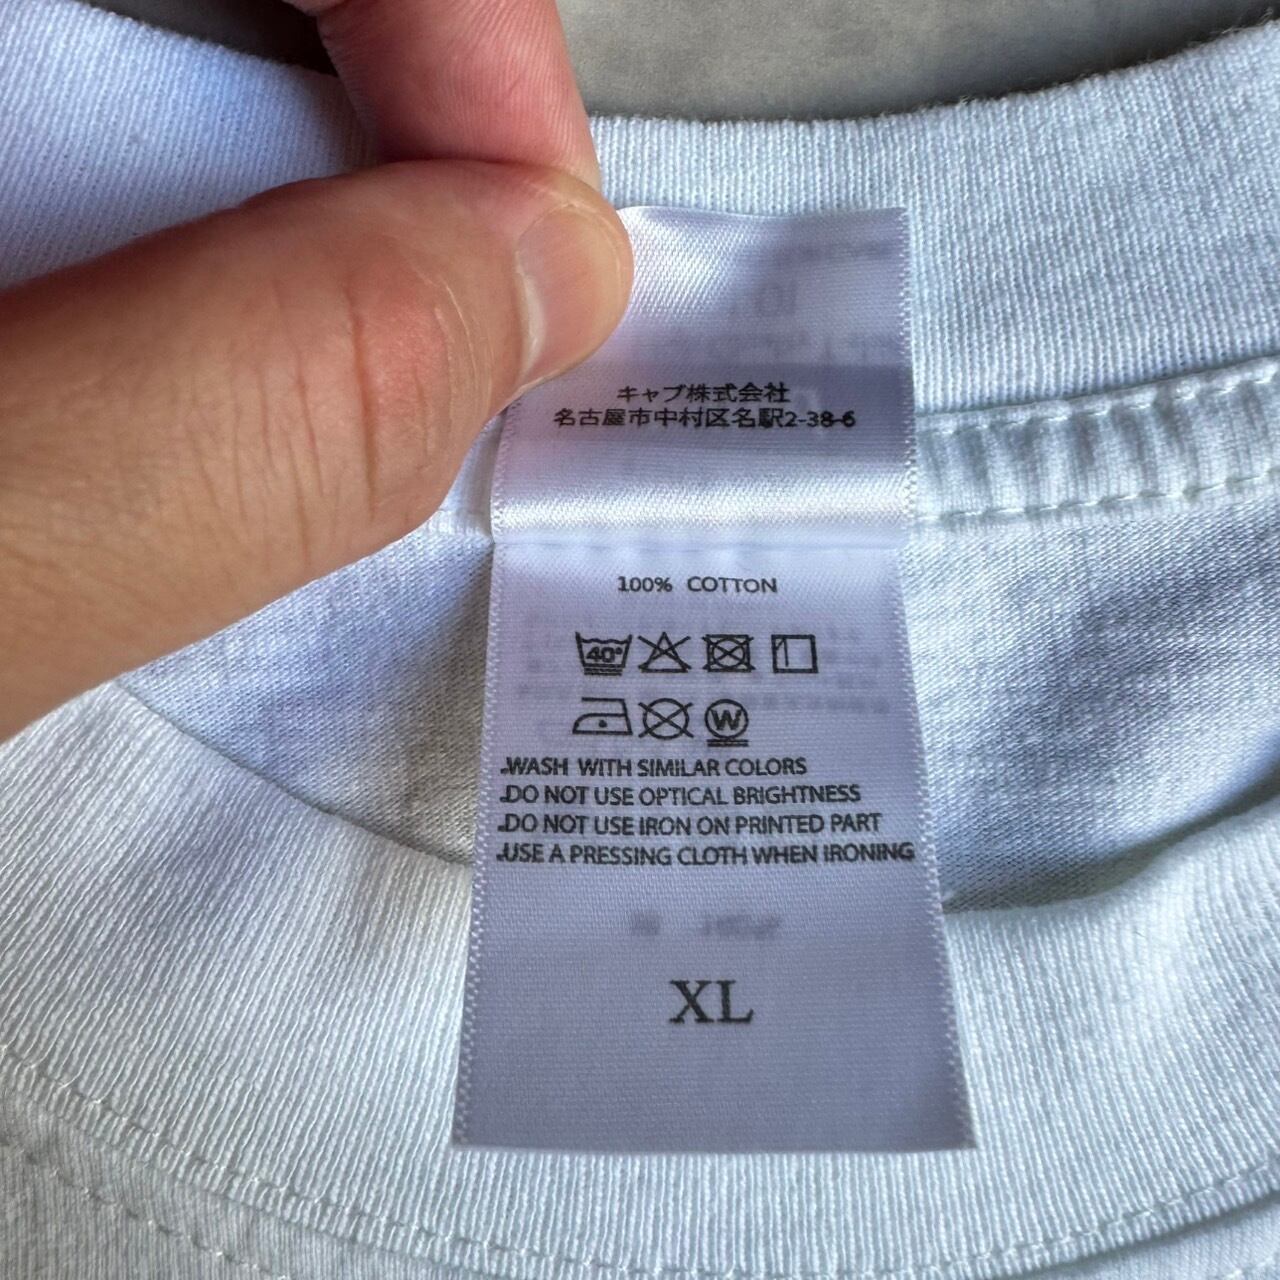 キャブ株式会社
名古屋市中村区名駅2-38-6
100% COTTON
40°
W
.WASH WITH SIMILAR COLORS
.DO NOT USE OPTICAL BRIGHTNESS
.DO NOT USE IRON ON PRINTED PART
.USE A PRESSING CLOTH WHEN IRONING
XL